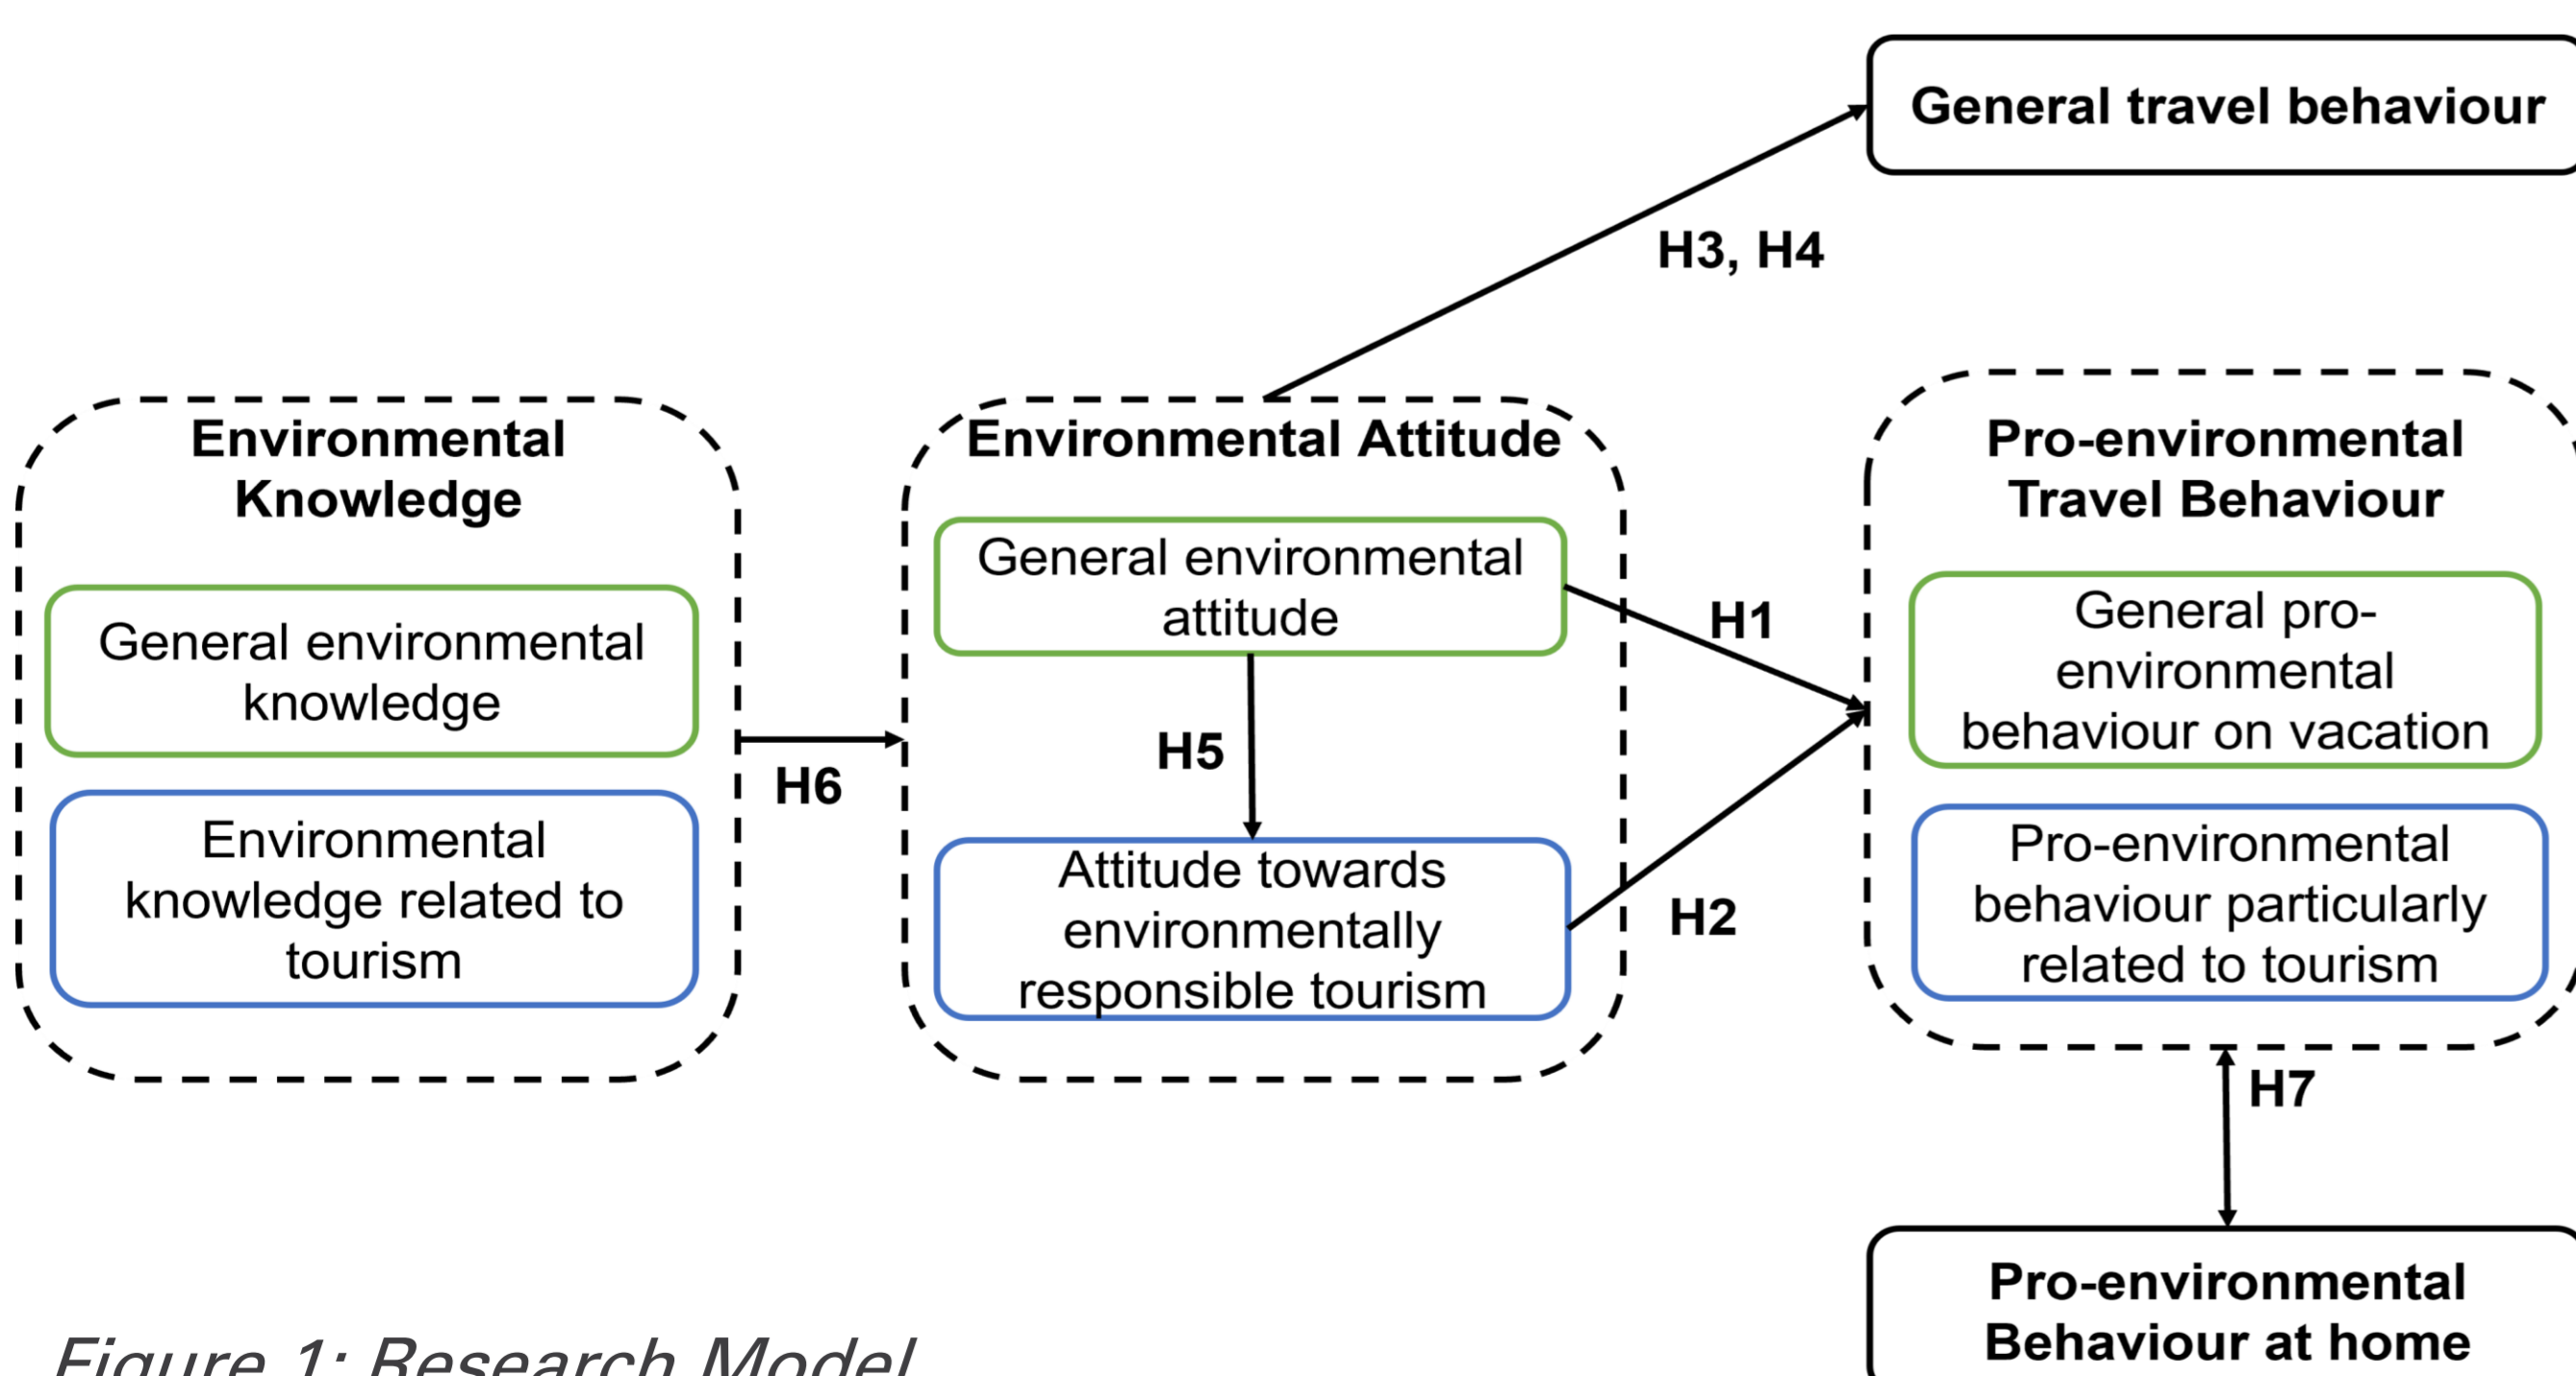 General travel behaviour
H3, H4
Environmental
Knowledge
General environmental
knowledge
Environmental
knowledge related to
tourism
H6
Environmental Attitude
General environmental
attitude
H5
Attitude towards
environmentally
responsible tourism
H1
H2
Pro-environmental
Travel Behaviour
General pro-
environmental
behaviour on vacation
Pro-environmental
behaviour particularly
related to tourism
H7
Pro-environmental
Behaviour at home
Figure 1: Research Model